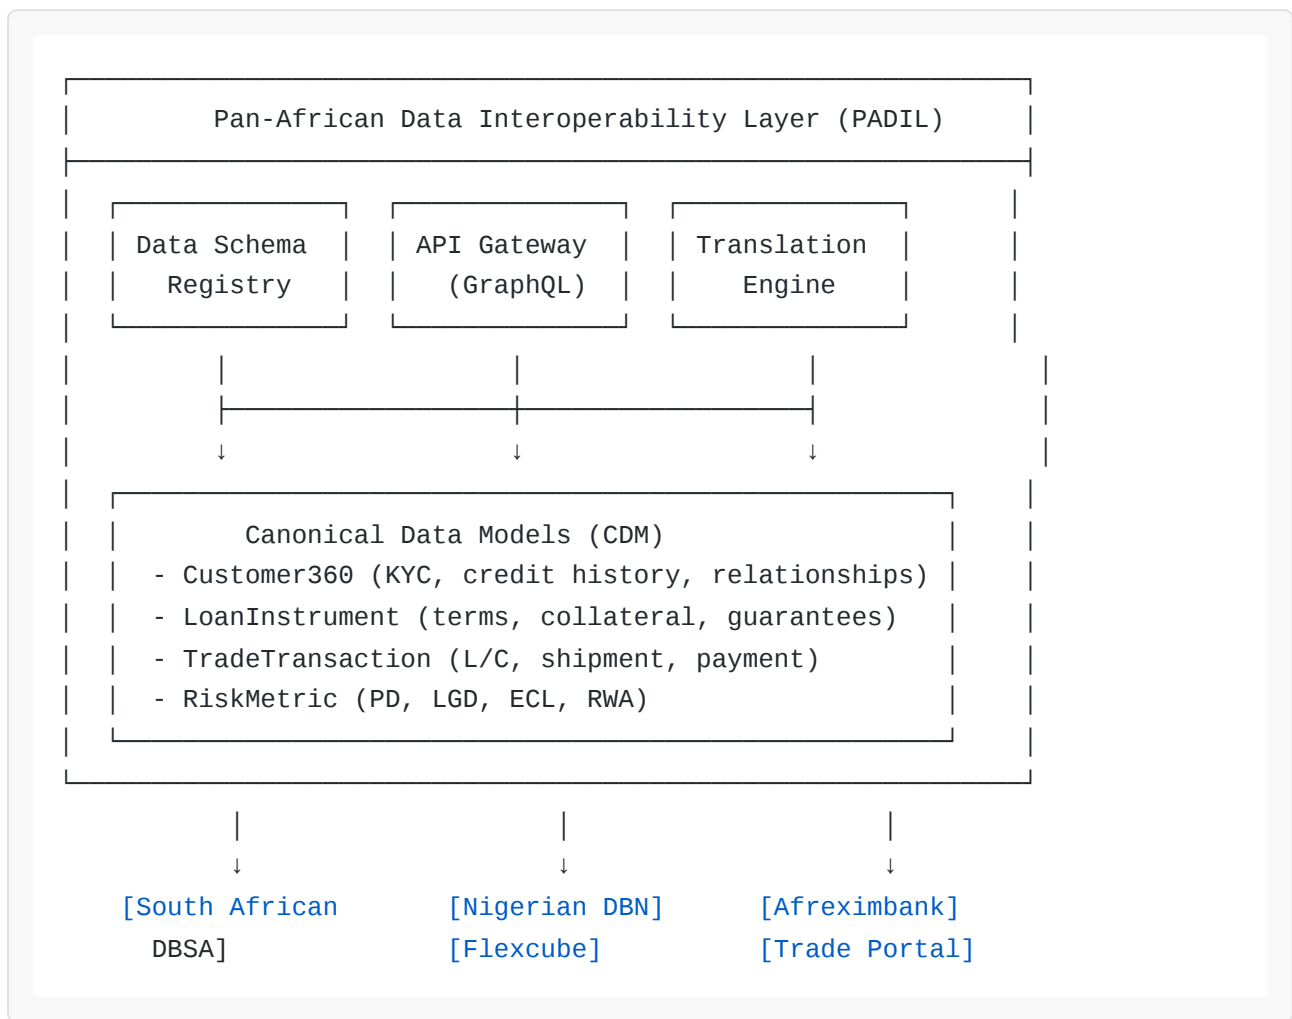 Pan-African Data Interoperability Layer (PADIL)
Data Schema API Gateway Translation
Registry (GraphQL) Engine
Canonical Data Models (CDM)
- Customer360 (KYC, credit history, relationships)
- LoanInstrument (terms, collateral, guarantees)
- TradeTransaction (L/C, shipment, payment)
- RiskMetric (PD, LGD, ECL, RWA)
[South African [Nigerian DBN] [Afreximbank]
DBSA] [Flexcube] [Trade Portal]